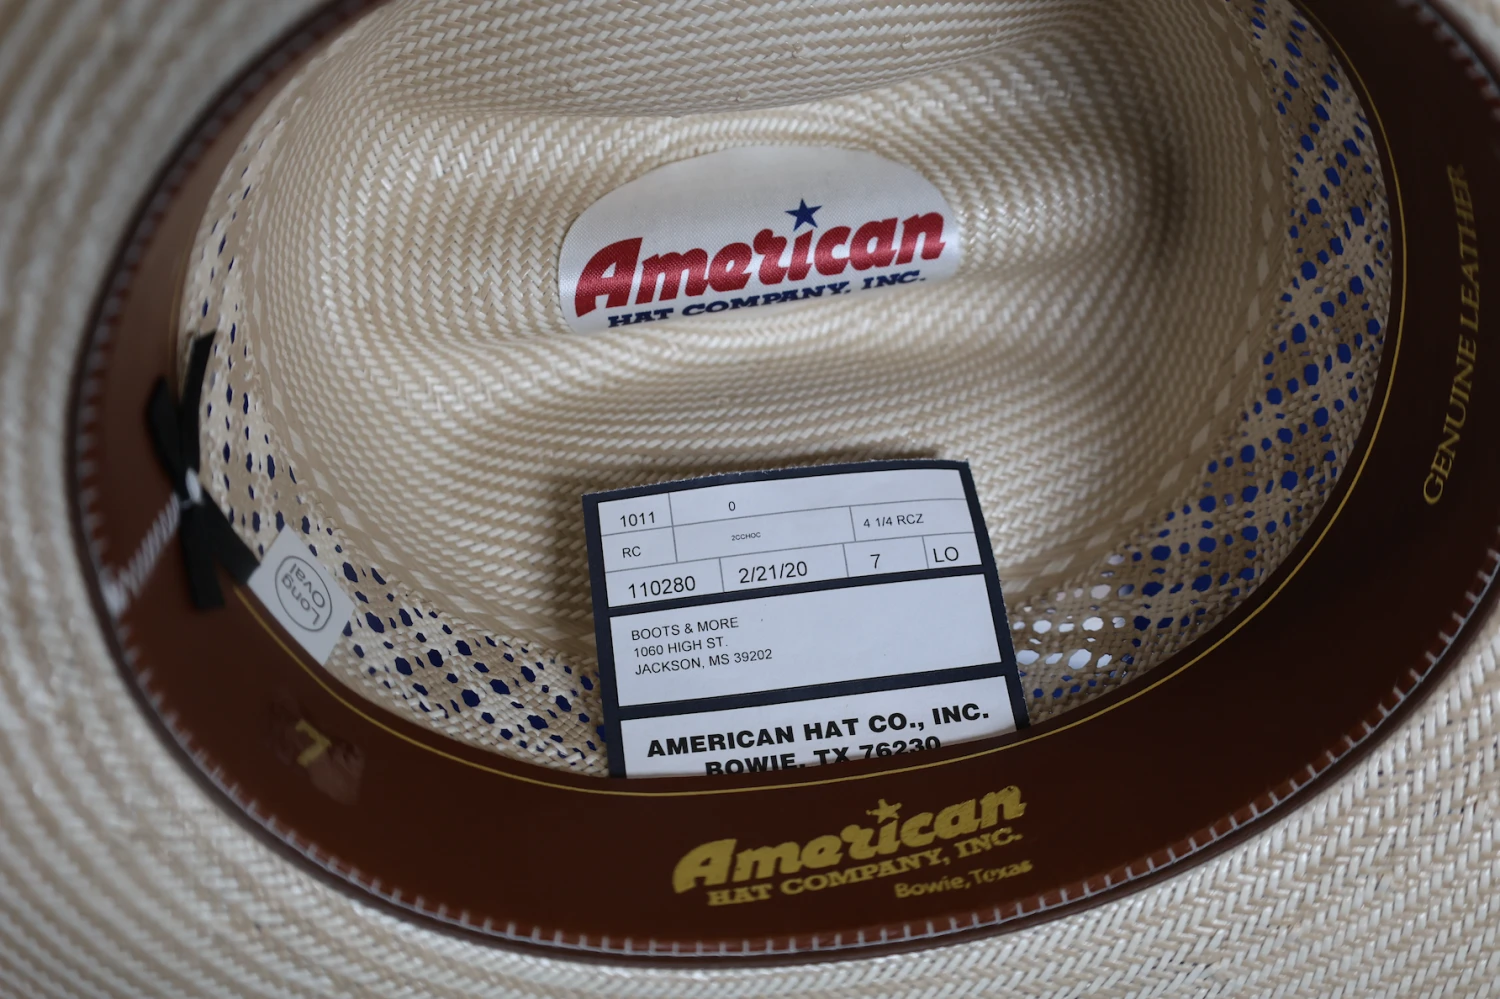 American
HAT COMPANY, INC.
1011 0
RC 2CCHOC 4 1/4 RCZ
110280 2/21/20 7 LO
BOOTS & MORE
1060 HIGH ST.
JACKSON, MS 39202
AMERICAN HAT CO., INC.
BOWIE, TX 76230
Long
Oval
7
American
HAT COMPANY, INC.
Bowie, Texas
GENUINE LEATHER